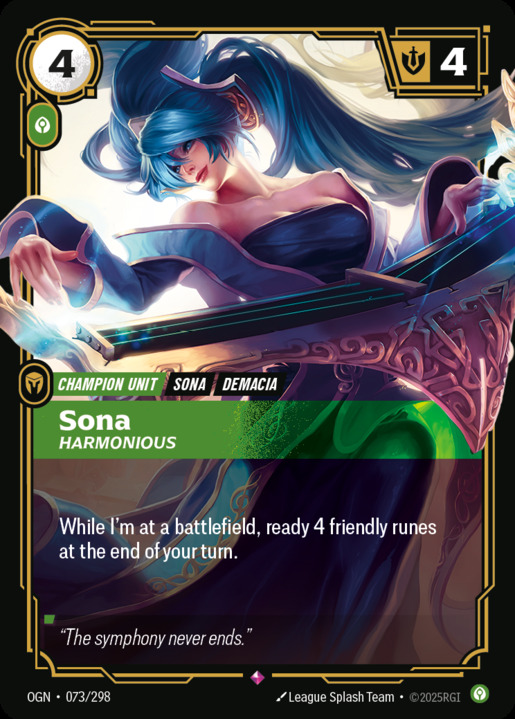 4
4
CHAMPION UNIT SONA DEMACIA
Sona
HARMONIOUS
While I'm at a battlefield, ready 4 friendly runes
at the end of your turn.
“The symphony never ends.”
OGN • 073/298 League Splash Team • ©2025RGI